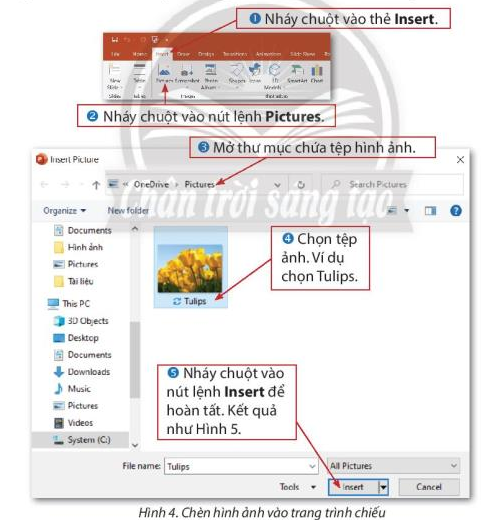 ❶ Nháy chuột vào thẻ Insert.
File Home Insert Draw Design Transitions Animations Slide Show
New Slide Table Pictures Screenshot Photo Album Shapes Icons 3D Models SmartArt Chart
Slides Tables Images Illustrations
❷ Nháy chuột vào nút lệnh Pictures.
❸ Mở thư mục chứa tệp hình ảnh.
Insert Picture
« OneDrive › Pictures
Search Pictures
Chân trời sáng tạo
Organize
New folder
Documents
Hình ảnh
Pictures
Tài liệu
This PC
3D Objects
Desktop
Documents
Downloads
Music
Pictures
Videos
System (C:)
Tulips
❹ Chọn tệp
ảnh. Ví dụ
chọn Tulips.
❺ Nháy chuột vào
nút lệnh Insert để
hoàn tất. Kết quả
như Hình 5.
File name: Tulips
All Pictures
Tools
Insert
Cancel
Hình 4. Chèn hình ảnh vào trang trình chiếu